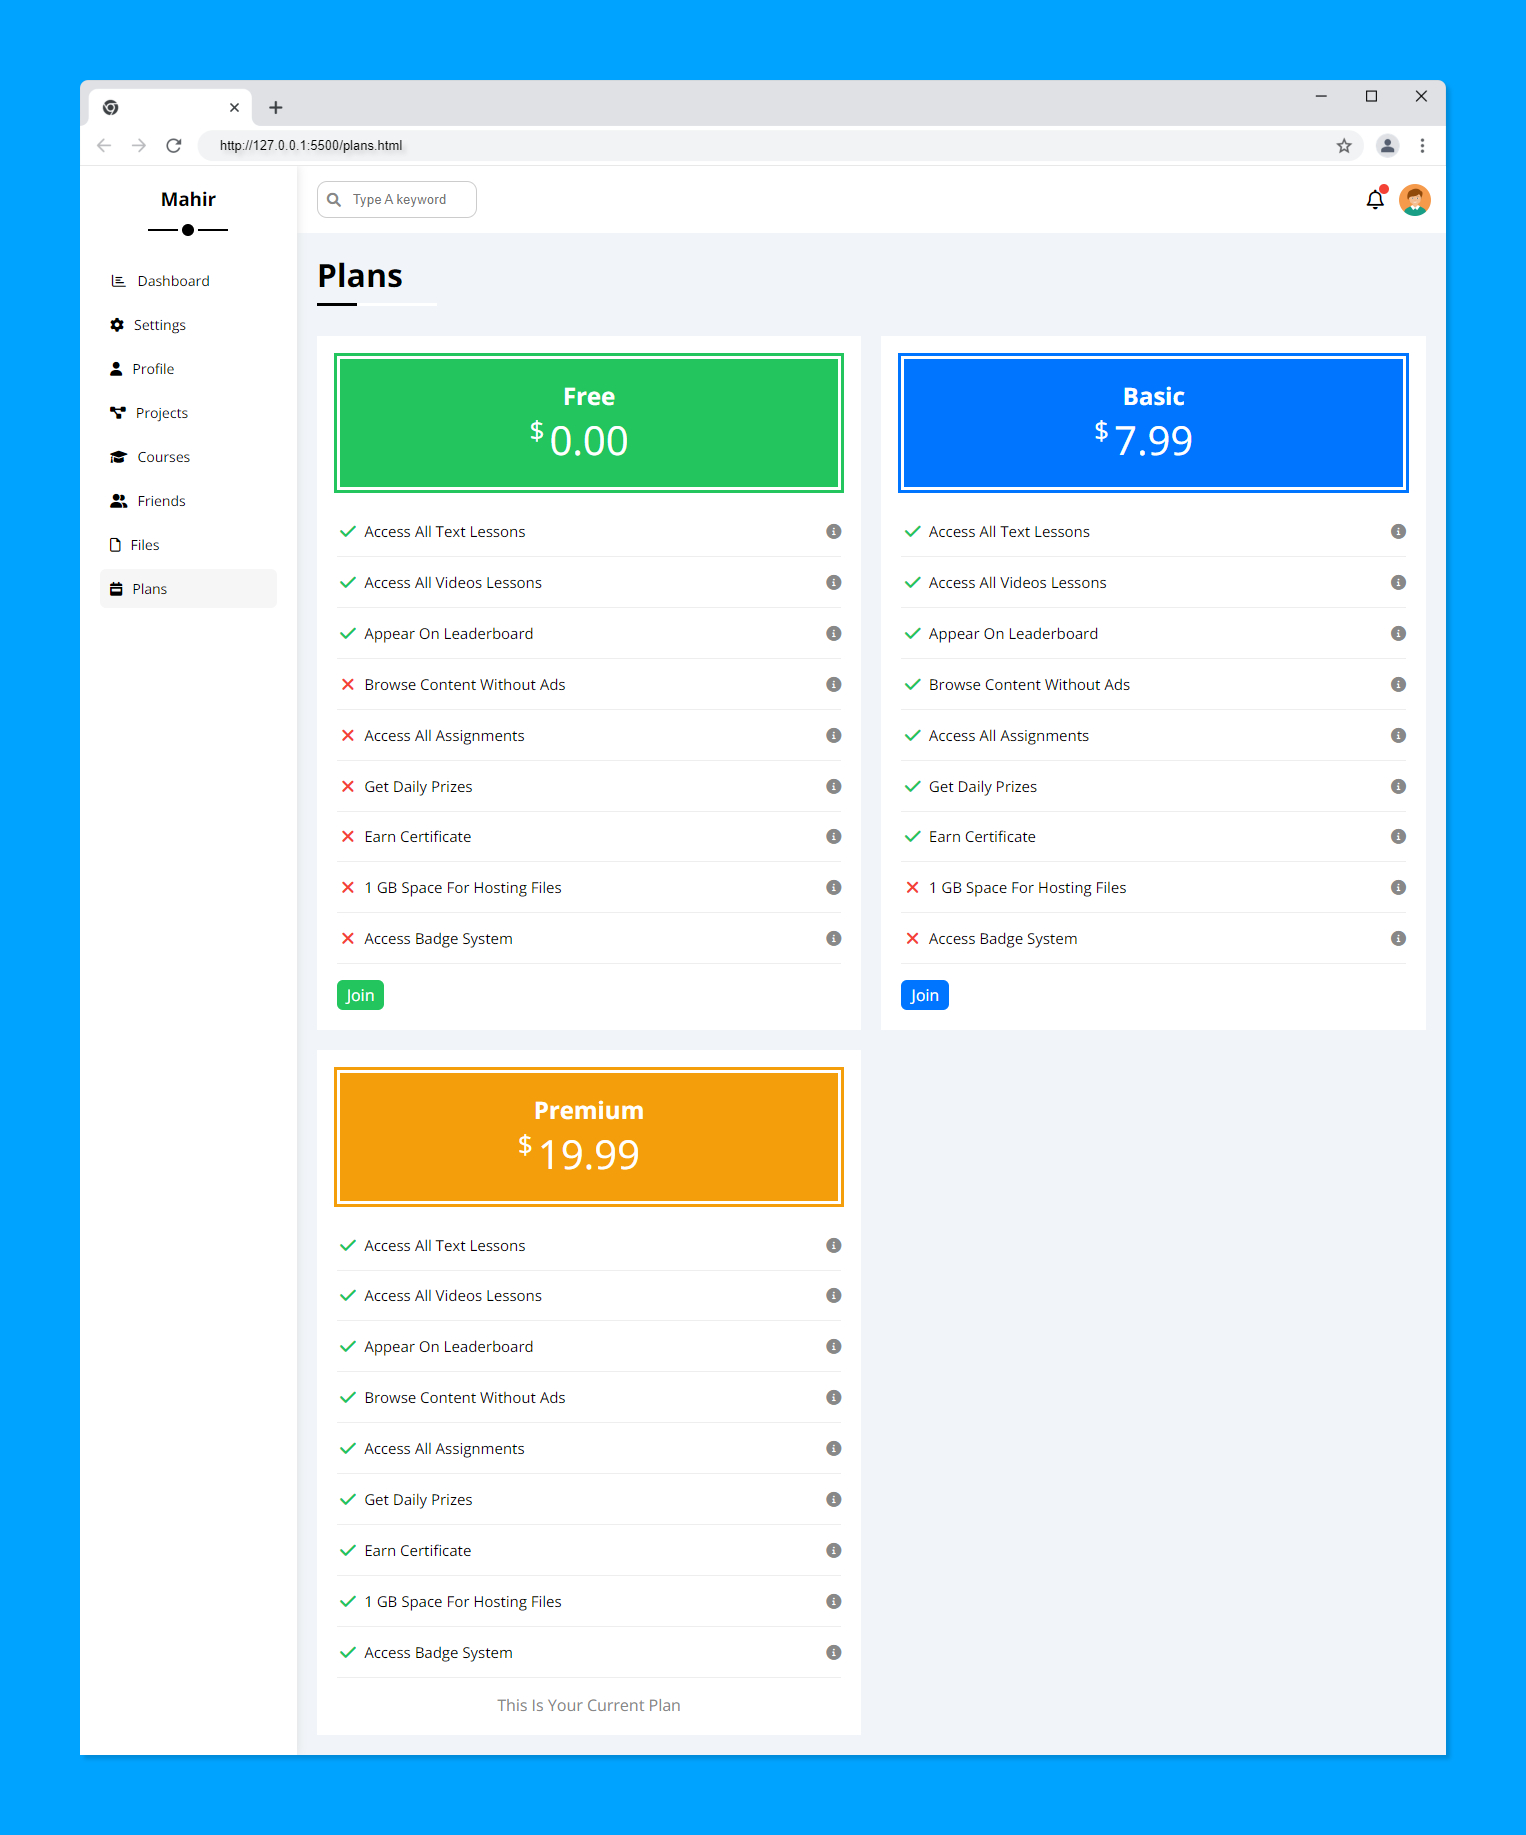 http://127.0.0.1:5500/plans.html
Mahir
Type A keyword
Dashboard
Settings
Profile
Projects
Courses
Friends
Files
Plans
Plans
Free
$ 0.00
Access All Text Lessons
Access All Videos Lessons
Appear On Leaderboard
Browse Content Without Ads
Access All Assignments
Get Daily Prizes
Earn Certificate
1 GB Space For Hosting Files
Access Badge System
Join
Basic
$ 7.99
Access All Text Lessons
Access All Videos Lessons
Appear On Leaderboard
Browse Content Without Ads
Access All Assignments
Get Daily Prizes
Earn Certificate
1 GB Space For Hosting Files
Access Badge System
Join
Premium
$ 19.99
Access All Text Lessons
Access All Videos Lessons
Appear On Leaderboard
Browse Content Without Ads
Access All Assignments
Get Daily Prizes
Earn Certificate
1 GB Space For Hosting Files
Access Badge System
This Is Your Current Plan